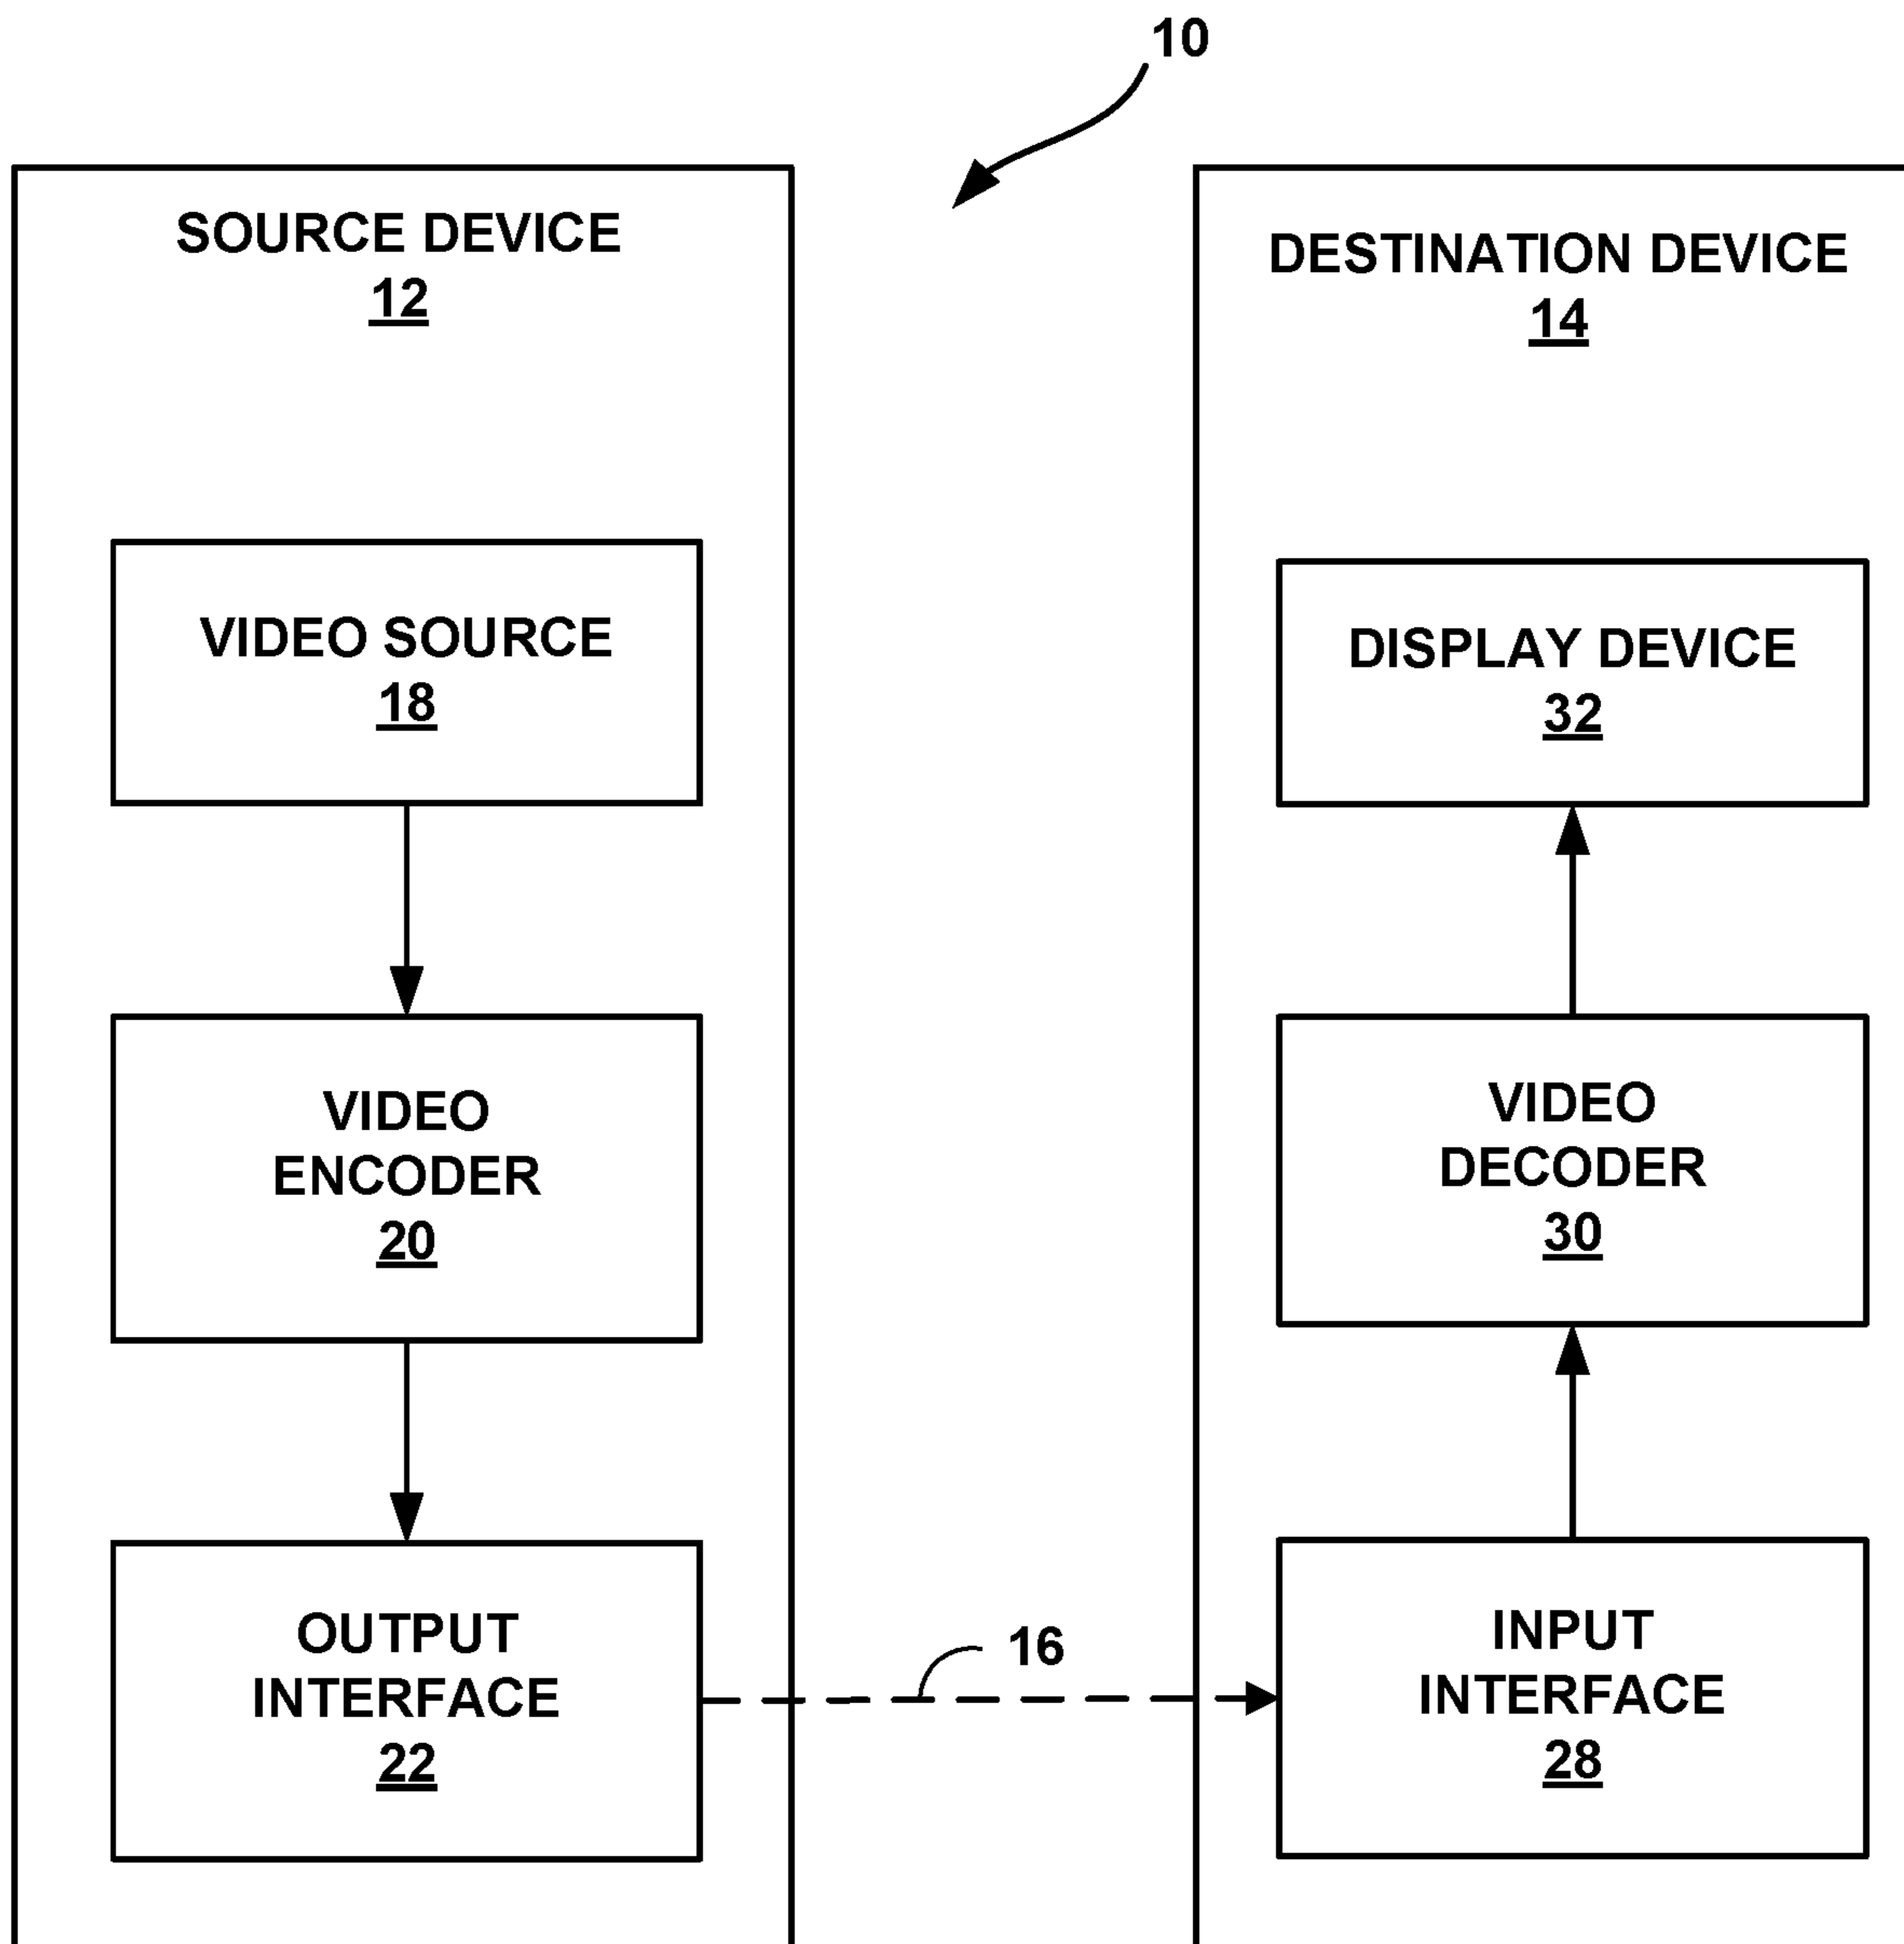 10
SOURCE DEVICE
12
VIDEO SOURCE
18
VIDEO
ENCODER
20
OUTPUT
INTERFACE
22
16
DESTINATION DEVICE
14
DISPLAY DEVICE
32
VIDEO
DECODER
30
INPUT
INTERFACE
28